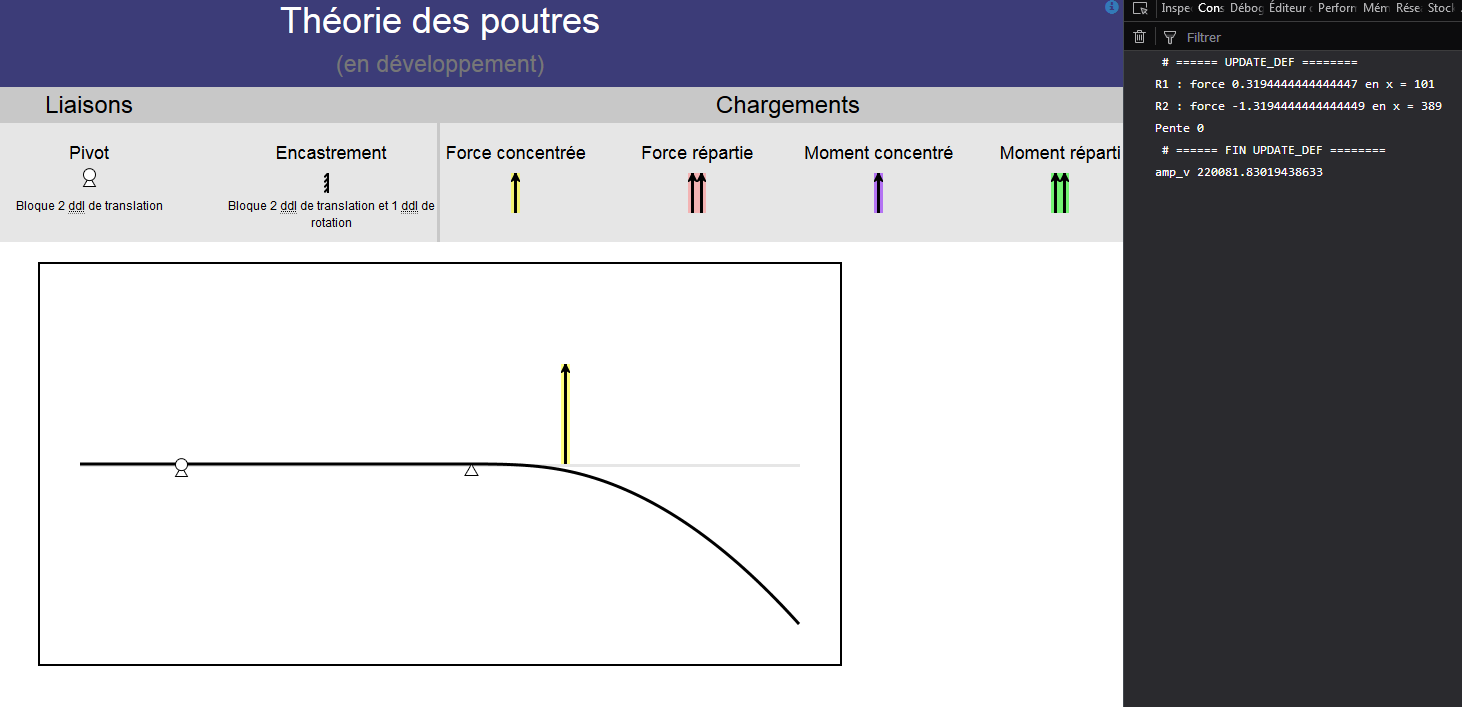 Théorie des poutres
(en développement)
Liaisons
Chargements
Pivot
Bloque 2 ddl de translation
Encastrement
Bloque 2 ddl de translation et 1 ddl de
rotation
Force concentrée
Force répartie
Moment concentré
Moment réparti
Inspe Cons Débog Éditeur Perform Mém Rése Stock
Filtrer
# ====== UPDATE_DEF ========
R1 : force 0.3194444444444447 en x = 101
R2 : force -1.3194444444444449 en x = 389
Pente 0
# ====== FIN UPDATE_DEF ========
amp_v 220081.83019438633